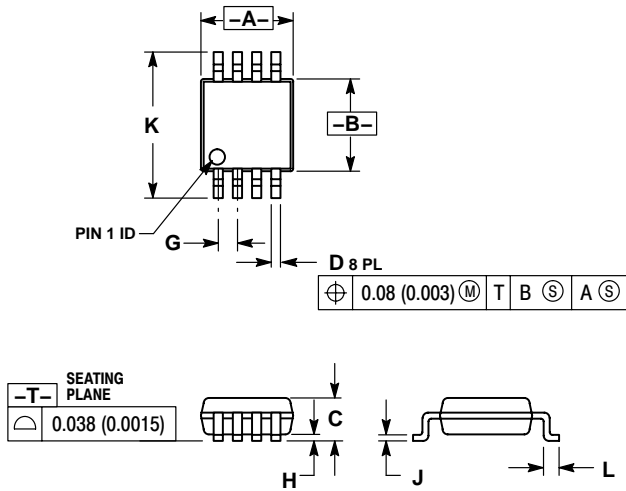 –A–
K
–B–
PIN 1 ID
G
D 8 PL
⌖ 0.08 (0.003) Ⓜ T B Ⓢ A Ⓢ
–T– SEATING
PLANE
⌓ 0.038 (0.0015)
C
H
J
L